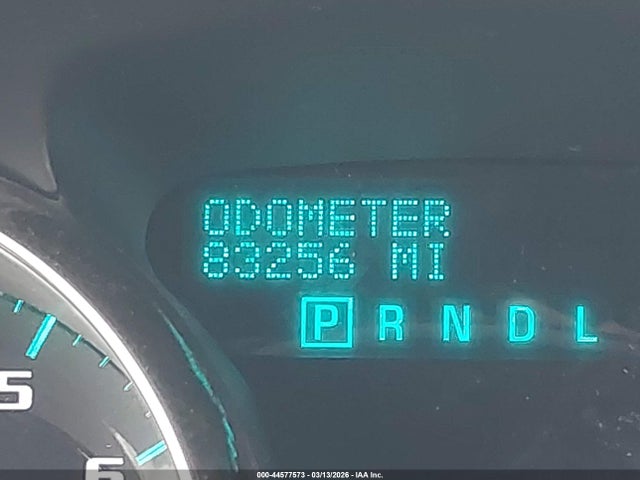 ODOMETER
83256 MI
P R N D L
5
6
000-44577573 - 03/13/2026 - IAA Inc.